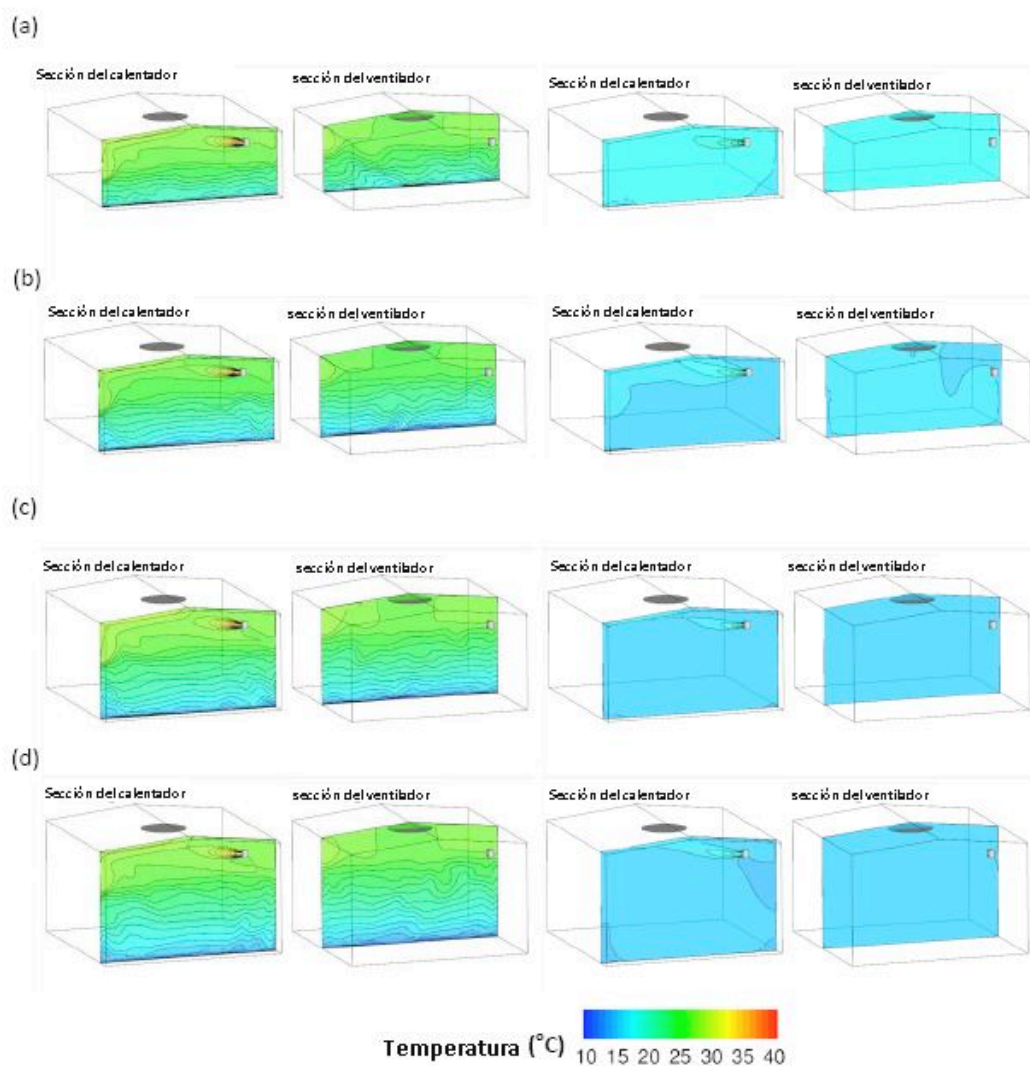 (a)
Sección del calentador sección del ventilador Sección del calentador sección del ventilador
(b)
Sección del calentador sección del ventilador Sección del calentador sección del ventilador
(c)
Sección del calentador sección del ventilador Sección del calentador sección del ventilador
(d)
Sección del calentador sección del ventilador Sección del calentador sección del ventilador
Temperatura (°C) 10 15 20 25 30 35 40